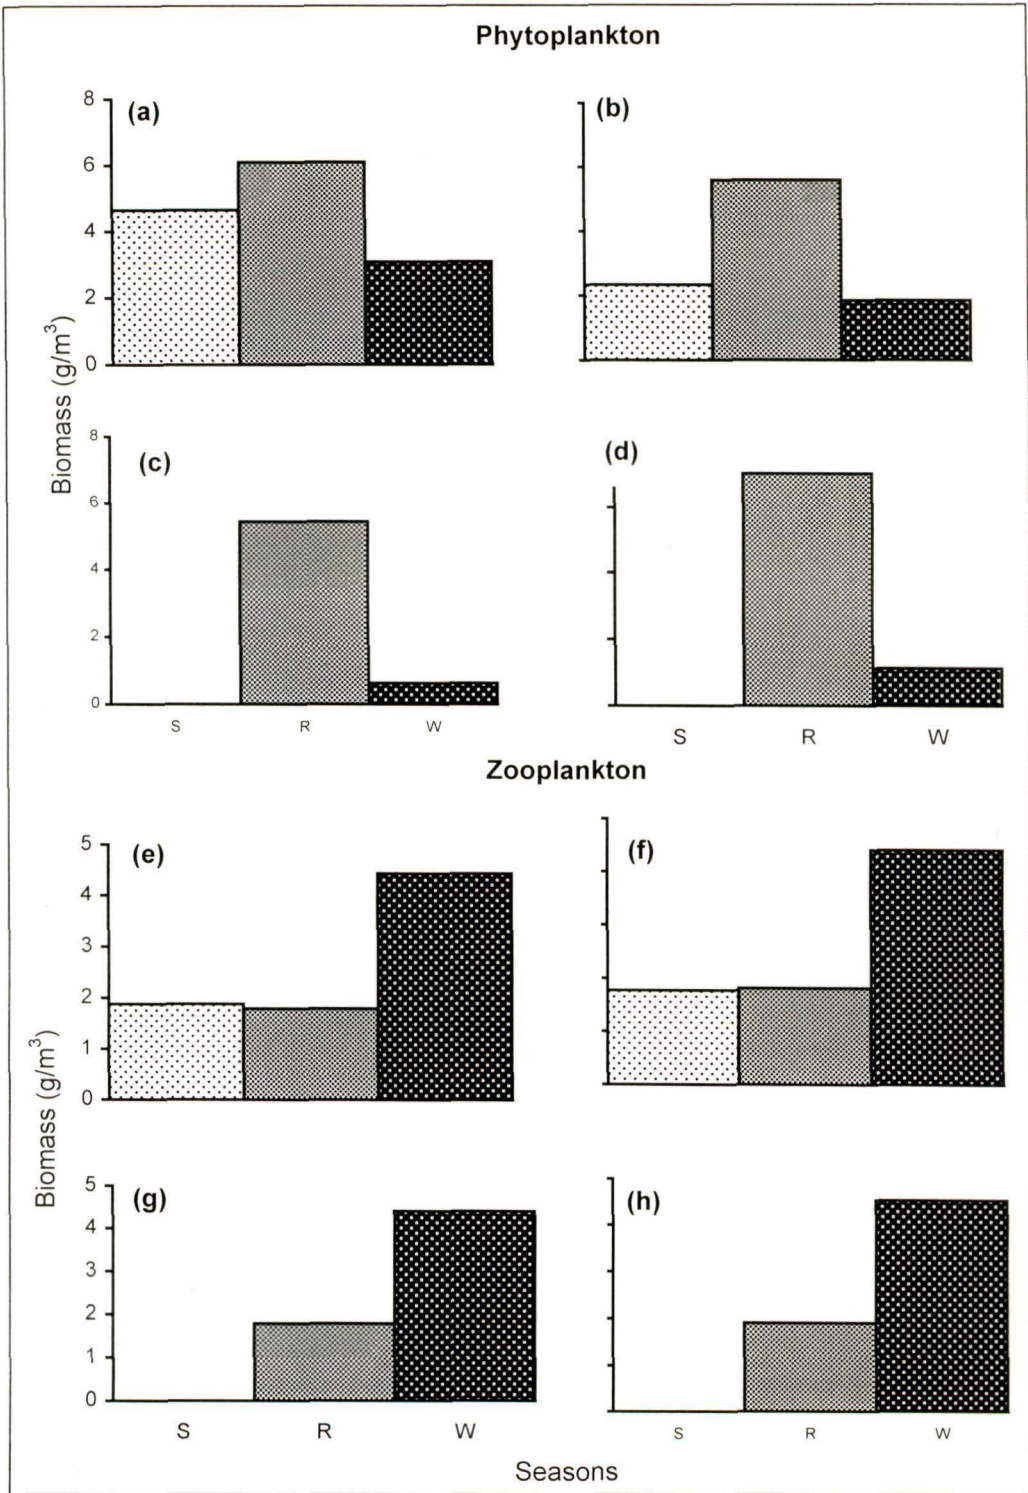 Phytoplankton
(a)
(b)
8
6
4
2
0
Biomass (g/m³)
(c)
(d)
8
6
4
2
0
S R W
S R W
Zooplankton
(e)
(f)
5
4
3
2
1
0
Biomass (g/m³)
(g)
(h)
5
4
3
2
1
0
S R W
S R W
Seasons